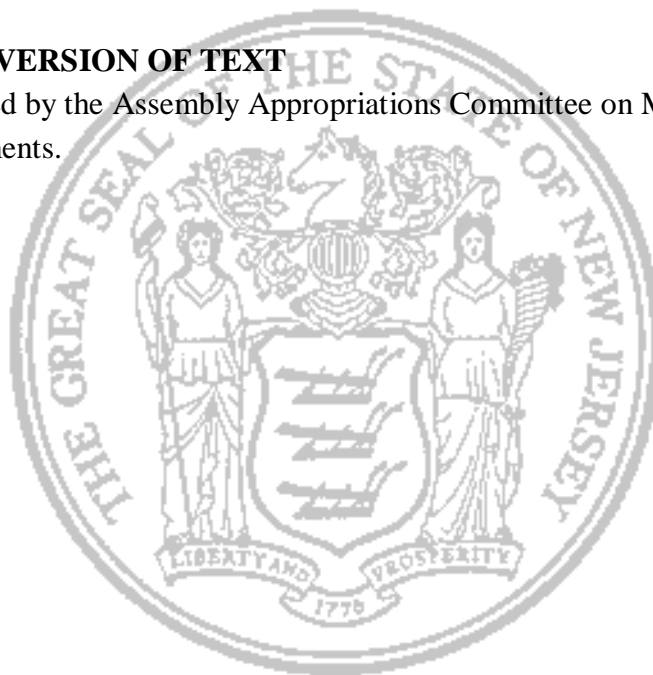 VERSION OF TEXT
d by the Assembly Appropriations Committee on M
nents.
THE GREAT SEAL OF THE STATE OF NEW JERSEY
LIBERTY AND PROSPERITY
1776